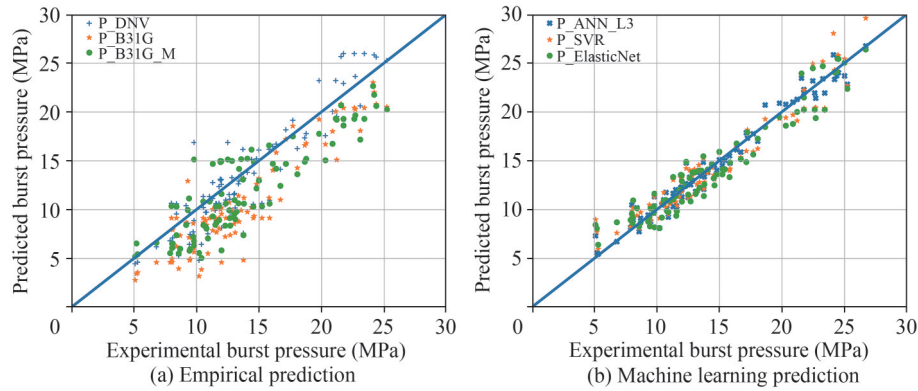 30
25
20
15
10
5
0
5
10
15
20
25
30
Predicted burst pressure (MPa)
P_DNV
P_B31G
P_B31G_M
Experimental burst pressure (MPa)
(a) Empirical prediction
30
25
20
15
10
5
0
5
10
15
20
25
30
Predicted burst pressure (MPa)
P_ANN_L3
P_SVR
P_ElasticNet
Experimental burst pressure (MPa)
(b) Machine learning prediction